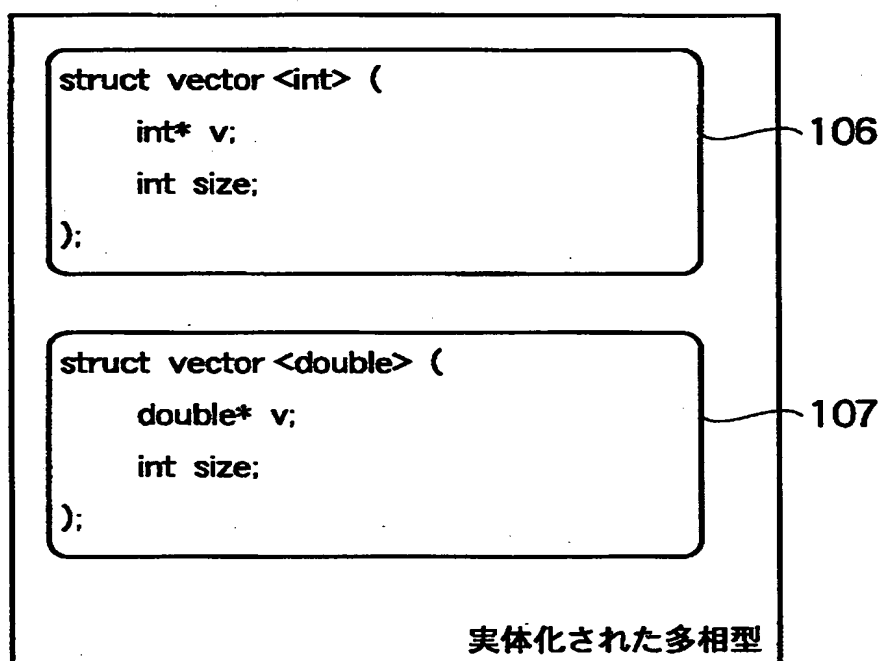 struct vector <int> (
int* v;
int size;
);
106
struct vector <double> (
double* v;
int size;
);
107
実体化された多相型